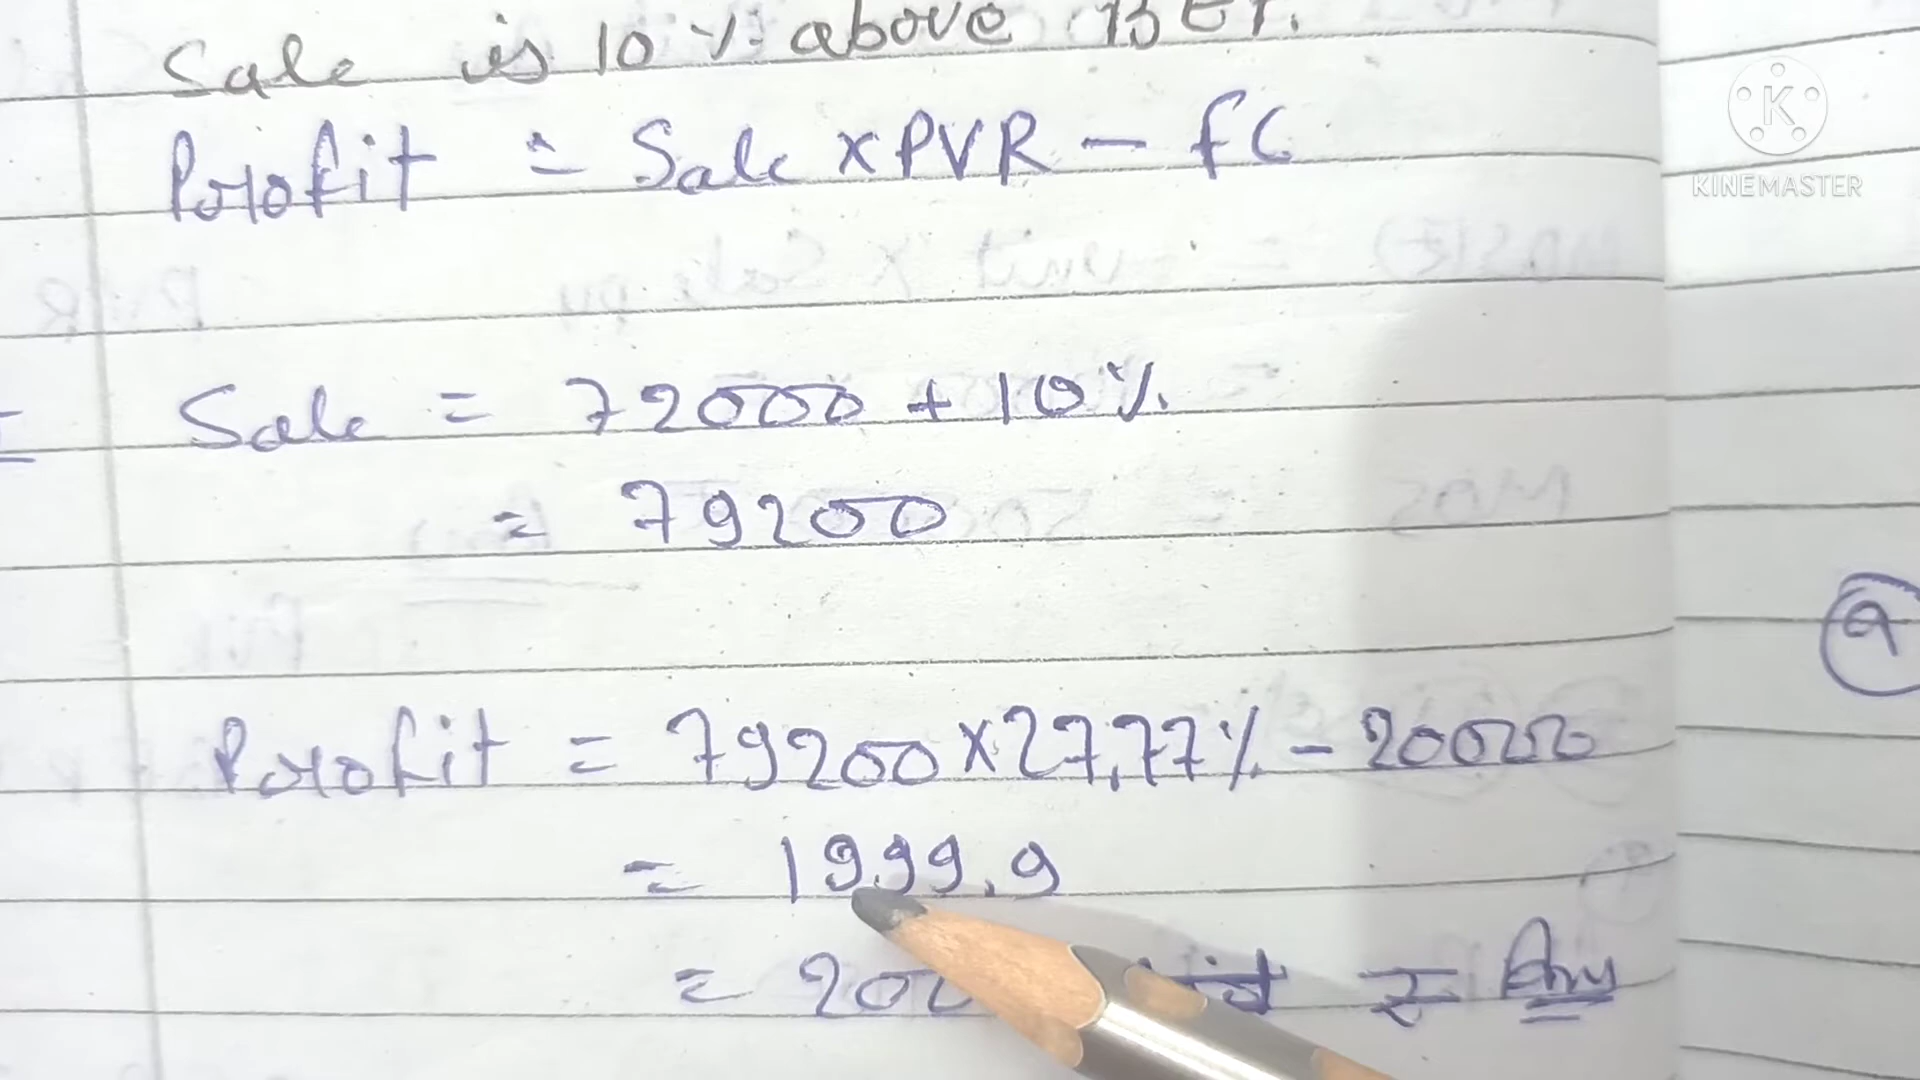 Sale is 10% above BEP.
Profit = Sale x PVR - FC
Sale = 72000 + 10%
= 79200
Profit = 79200 x 27.77% - 20000
= 1999.9
= 200
Ans
9
KINEMASTER